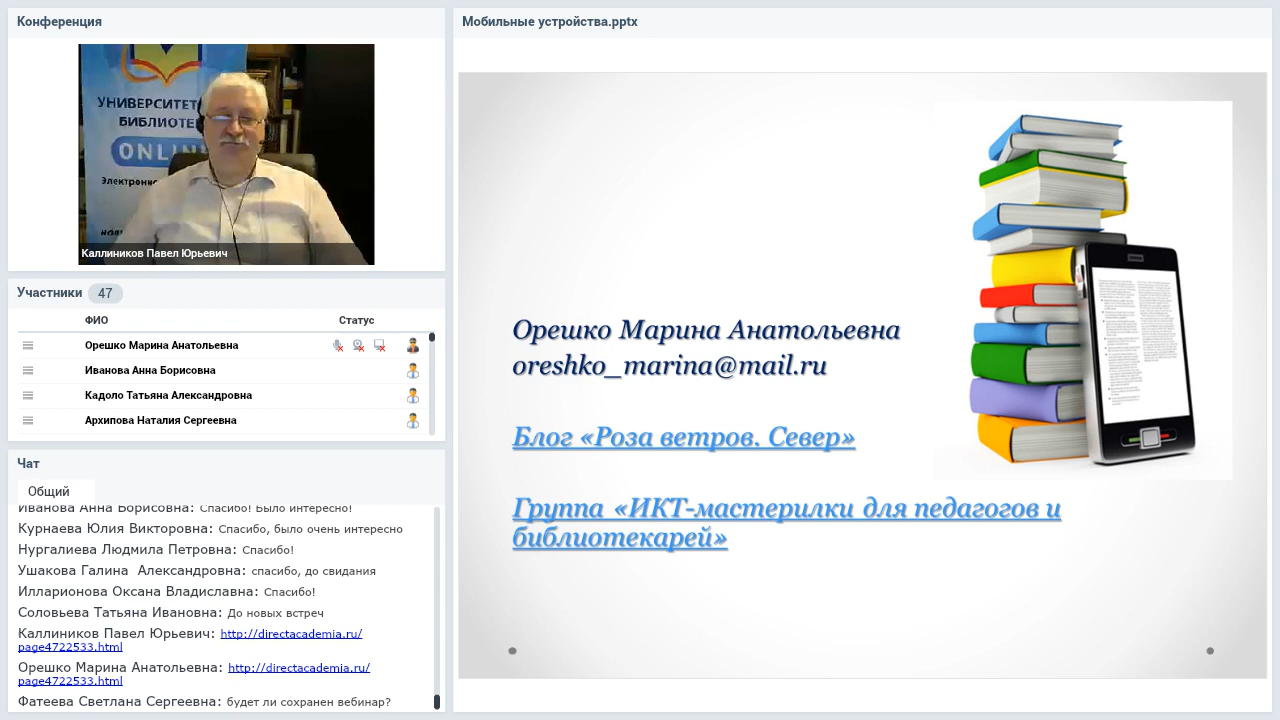 Конференция
УНИВЕРСИТЕТ
БИБЛИОТЕ
ONLIN
Электронно
Каллиников Павел Юрьевич
Участники 47
ФИО Статус
Орешко Марина Анатольевна
Иванова Анна Борисовна
Кадоло Татьяна Александровна
Архипова Наталия Сергеевна
Чат
Общий
Иванова Анна Борисовна: Спасибо! Было интересно!
Курнаева Юлия Викторовна: Спасибо, было очень интересно
Нургалиева Людмила Петровна: Спасибо!
Ушакова Галина Александровна: спасибо, до свидания
Илларионова Оксана Владиславна: Спасибо!
Соловьева Татьяна Ивановна: До новых встреч
Каллиников Павел Юрьевич: http://directacademia.ru/
page4722533.html
Орешко Марина Анатольевна: http://directacademia.ru/
page4722533.html
Фатеева Светлана Сергеевна: будет ли сохранен вебинар?
Мобильные устройства.pptx
Орешко Марина Анатольевна
oreshko_marina@mail.ru
Блог «Роза ветров. Север»
Группа «ИКТ-мастерилки для педагогов и
библиотекарей»